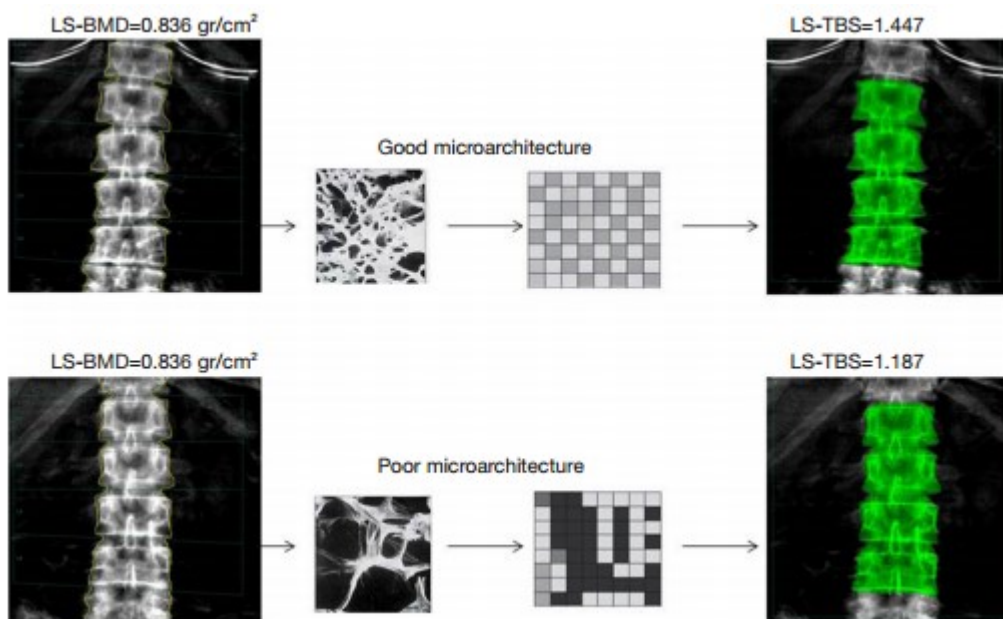 LS-BMD=0.836 gr/cm²
LS-TBS=1.447
Good microarchitecture
LS-BMD=0.836 gr/cm²
LS-TBS=1.187
Poor microarchitecture